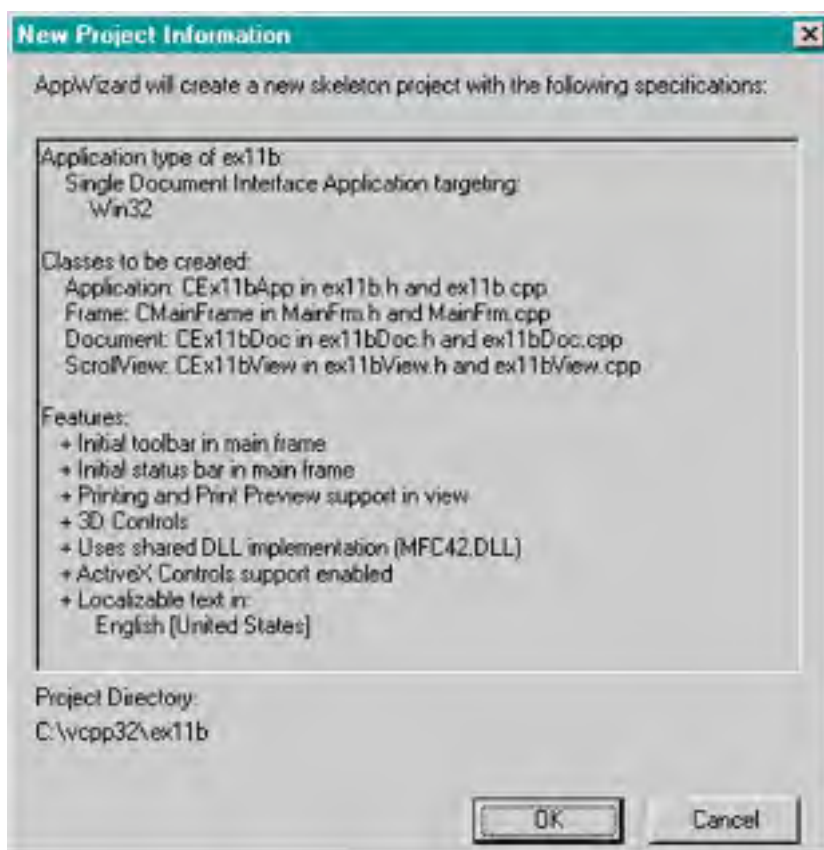 New Project Information
AppWizard will create a new skeleton project with the following specifications:
Application type of ex11b:
Single Document Interface Application targeting:
Win32
Classes to be created:
Application: CEx11bApp in ex11b.h and ex11b.cpp
Frame: CMainFrame in MainFrm.h and MainFrm.cpp
Document: CEx11bDoc in ex11bDoc.h and ex11bDoc.cpp
ScrollView: CEx11bView in ex11bView.h and ex11bView.cpp
Features:
+ Initial toolbar in main frame
+ Initial status bar in main frame
+ Printing and Print Preview support in view
+ 3D Controls
+ Uses shared DLL implementation (MFC42.DLL)
+ ActiveX Controls support enabled
+ Localizable text in:
English [United States]
Project Directory:
C:\vcpp32\ex11b
OK Cancel